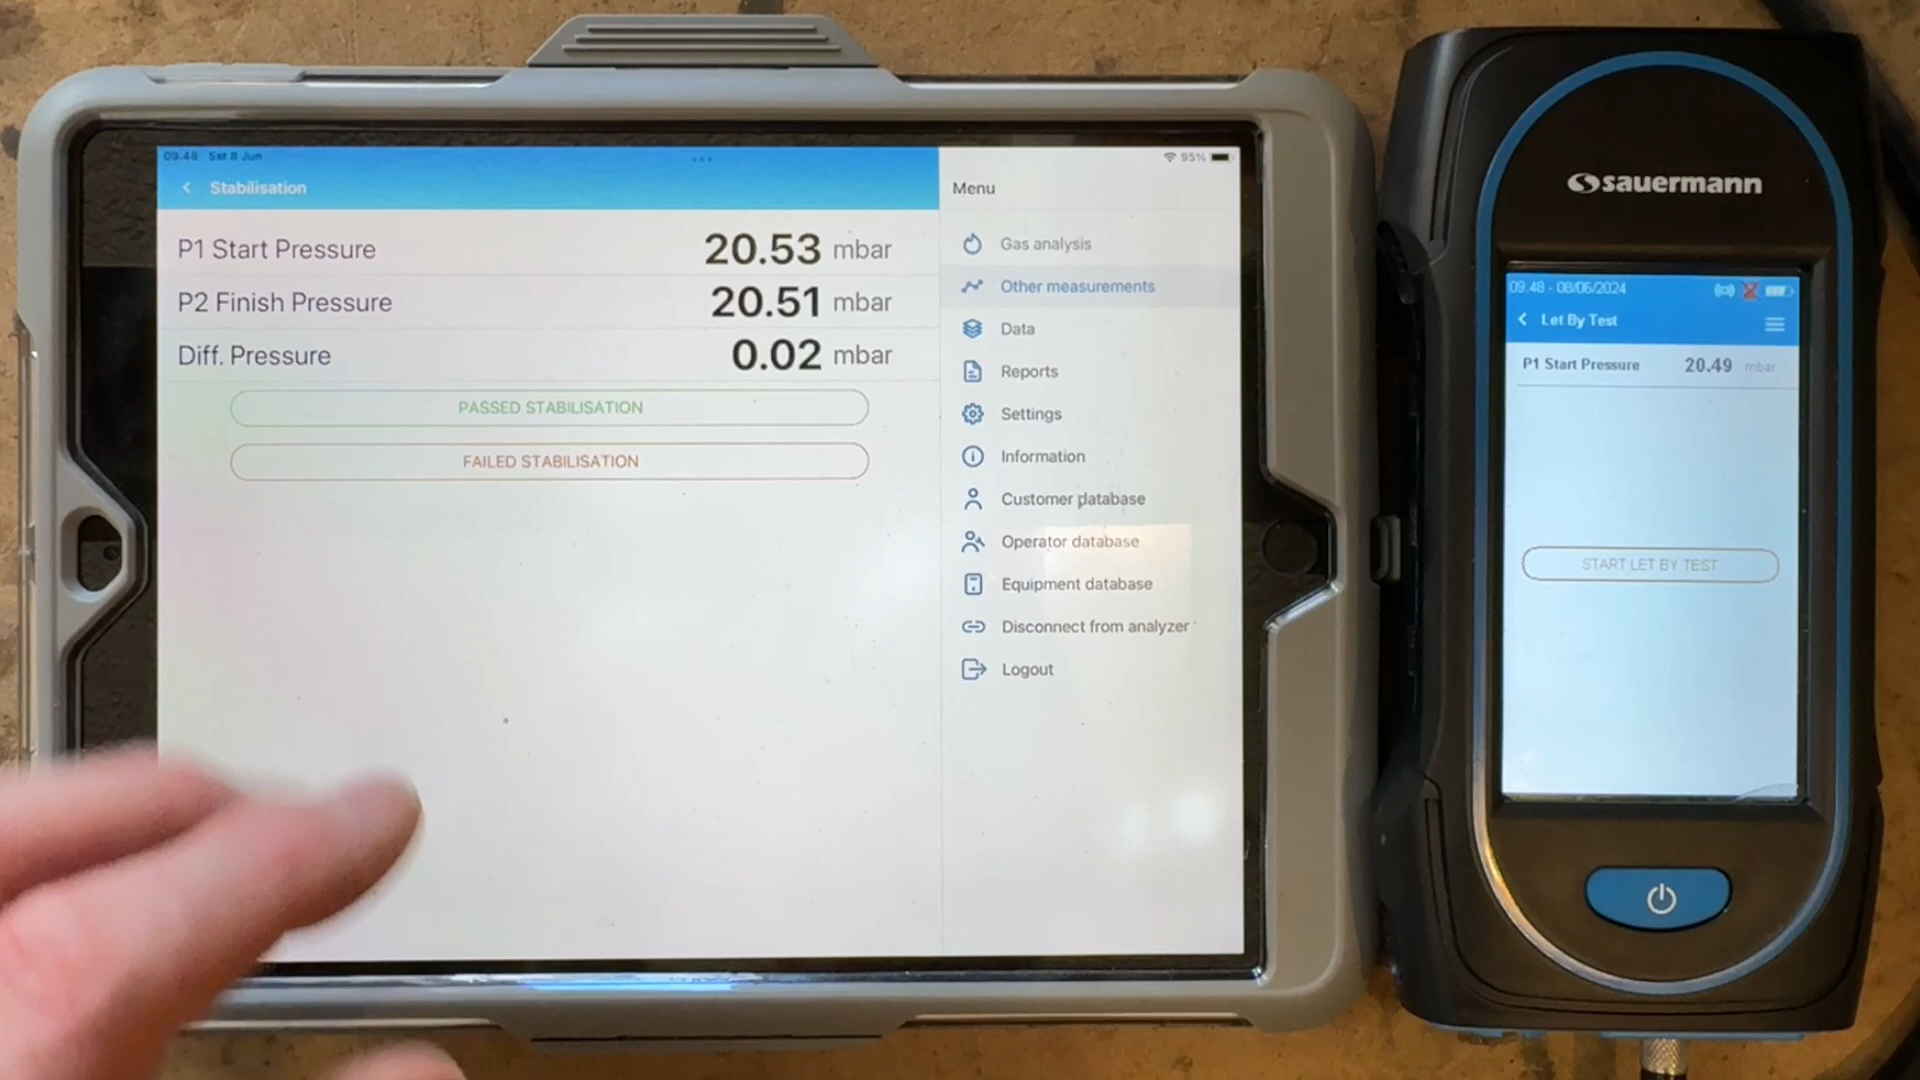 09:48 Sat 8 Jun
Stabilisation
P1 Start Pressure 20.53 mbar
P2 Finish Pressure 20.51 mbar
Diff. Pressure 0.02 mbar
PASSED STABILISATION
FAILED STABILISATION
95%
Menu
Gas analysis
Other measurements
Data
Reports
Settings
Information
Customer database
Operator database
Equipment database
Disconnect from analyzer
Logout
sauermann
09:48 - 08/06/2024
Let By Test
P1 Start Pressure 20.49 mbar
START LET BY TEST